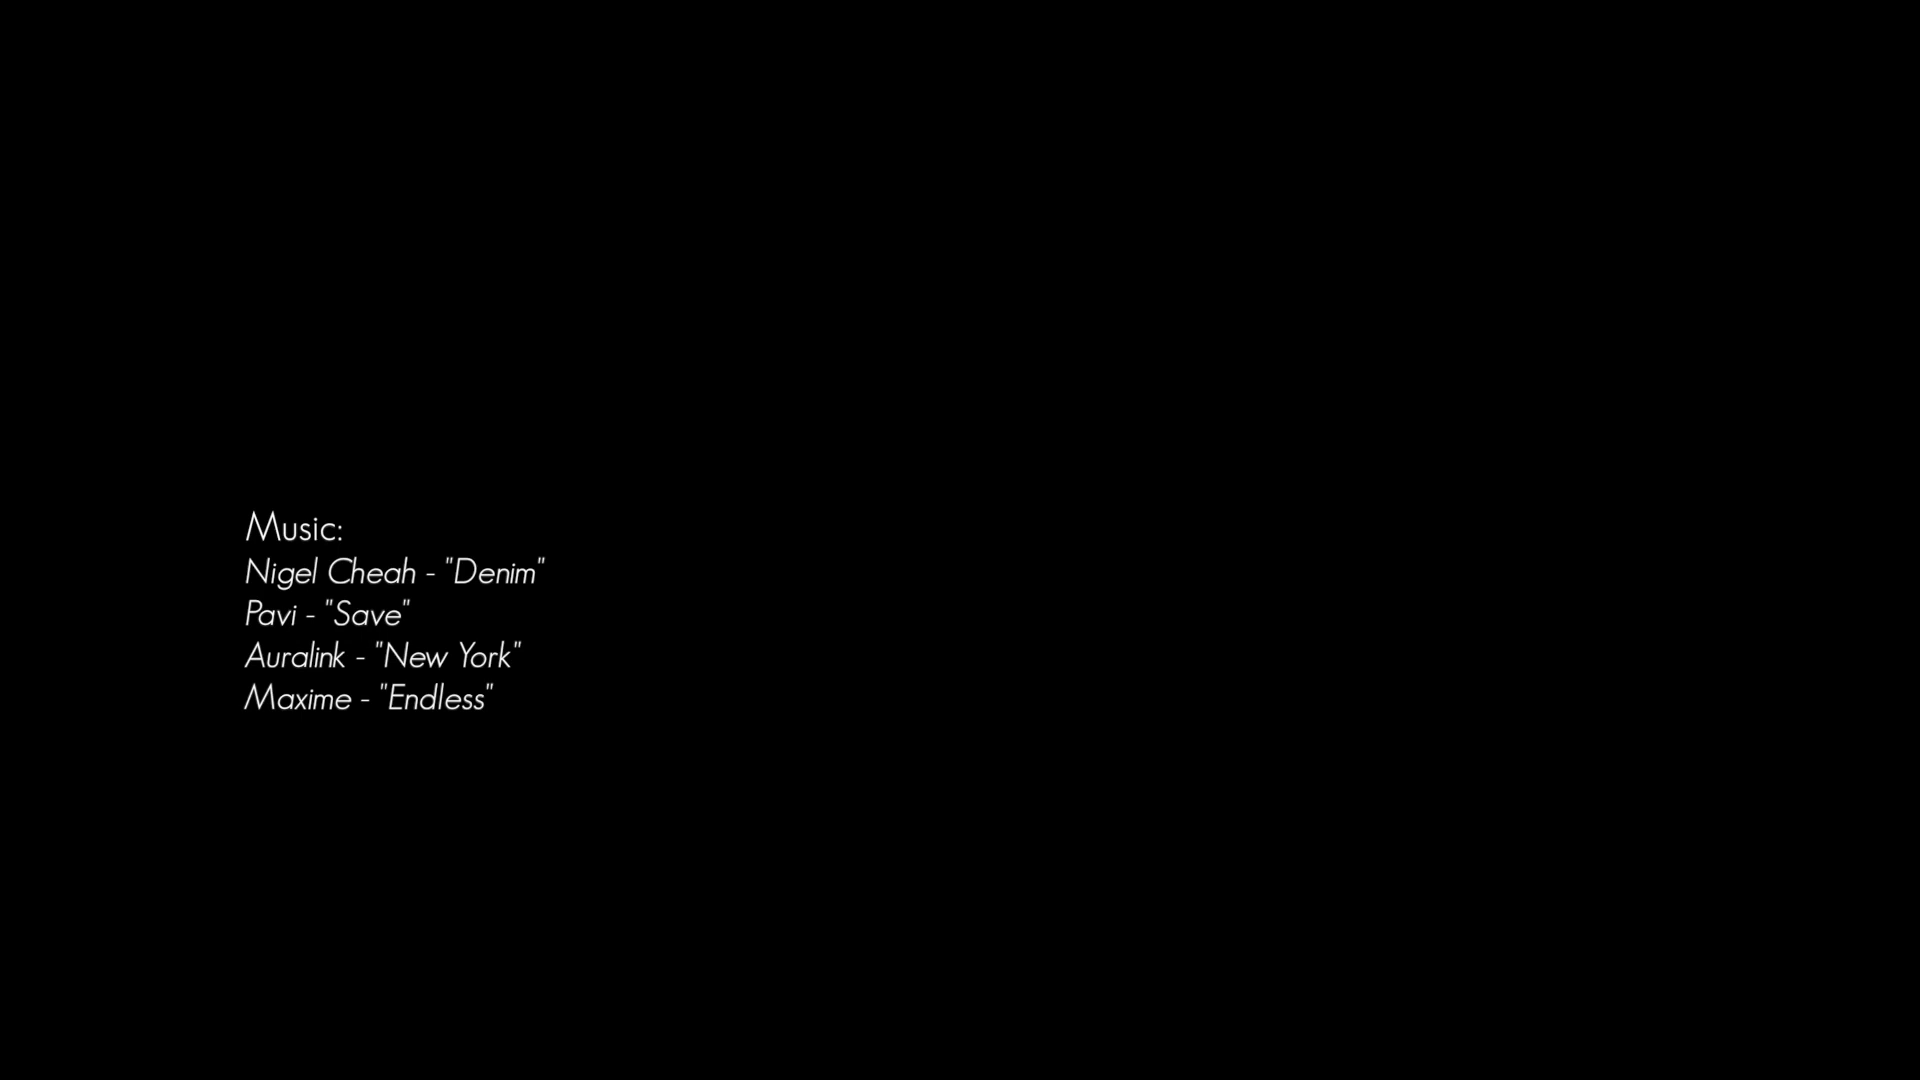 Music:
Nigel Cheah - "Denim"
Pavi - "Save"
Auralink - "New York"
Maxime - "Endless"